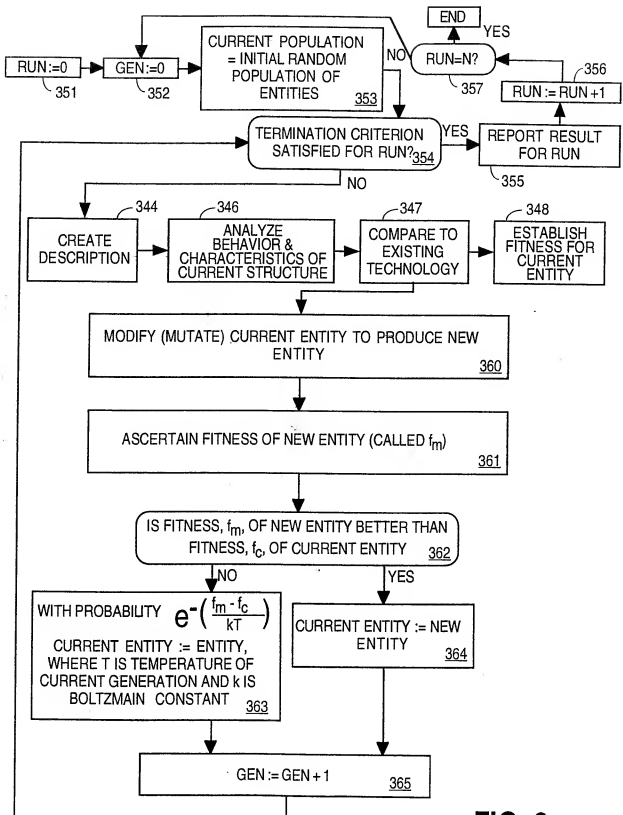 END
YES
RUN:=0
351
GEN:=0
352
CURRENT POPULATION
= INITIAL RANDOM
POPULATION OF
ENTITIES
353
NO
RUN=N?
357
356
RUN := RUN +1
TERMINATION CRITERION
SATISFIED FOR RUN?
354
YES
REPORT RESULT
FOR RUN
355
NO
344
CREATE
DESCRIPTION
346
ANALYZE
BEHAVIOR &
CHARACTERISTICS OF
CURRENT STRUCTURE
347
COMPARE TO
EXISTING
TECHNOLOGY
348
ESTABLISH
FITNESS FOR
CURRENT
ENTITY
MODIFY (MUTATE) CURRENT ENTITY TO PRODUCE NEW
ENTITY
360
ASCERTAIN FITNESS OF NEW ENTITY (CALLED fm)
361
IS FITNESS, fm, OF NEW ENTITY BETTER THAN
FITNESS, fc, OF CURRENT ENTITY
362
NO
YES
WITH PROBABILITY e-(fm - fc / kT)
CURRENT ENTITY := ENTITY,
WHERE T IS TEMPERATURE OF
CURRENT GENERATION AND k IS
BOLTZMAIN CONSTANT
363
CURRENT ENTITY := NEW
ENTITY
364
GEN := GEN + 1
365